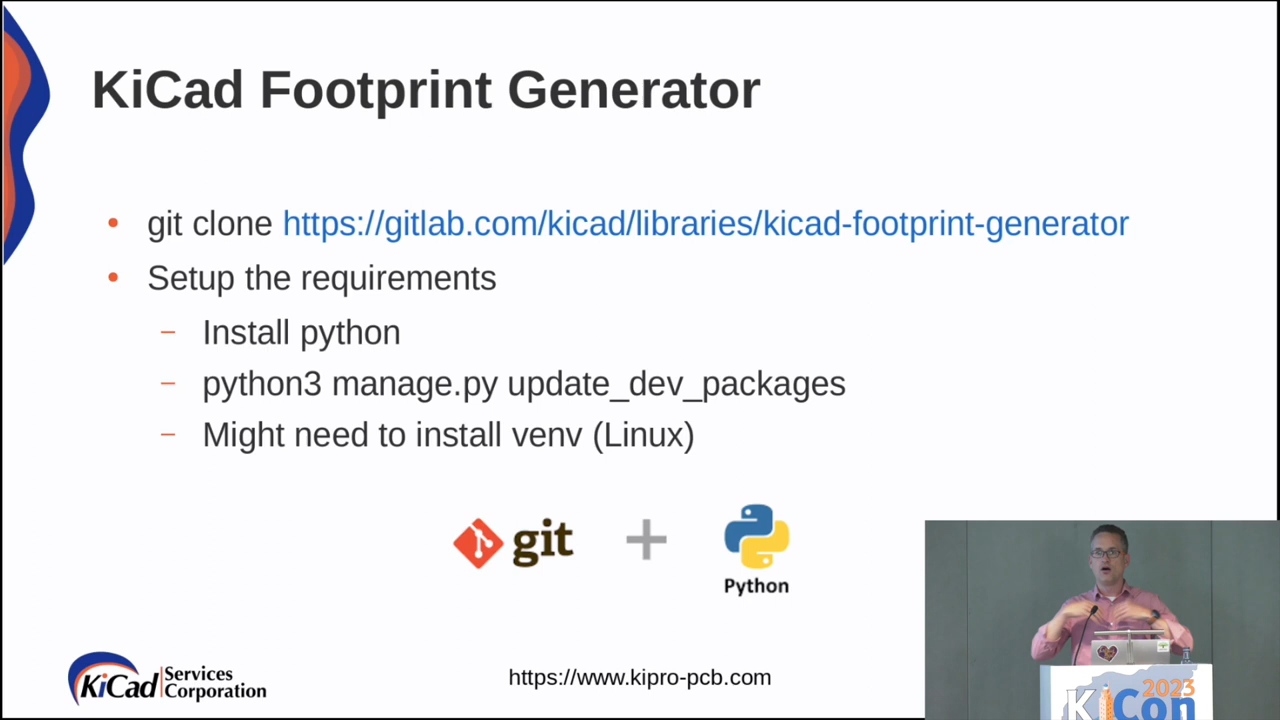 KiCad Footprint Generator
• git clone https://gitlab.com/kicad/libraries/kicad-footprint-generator
• Setup the requirements
– Install python
– python3 manage.py update_dev_packages
– Might need to install venv (Linux)
git + Python
KiCad Services Corporation
https://www.kipro-pcb.com
2023
KiCon